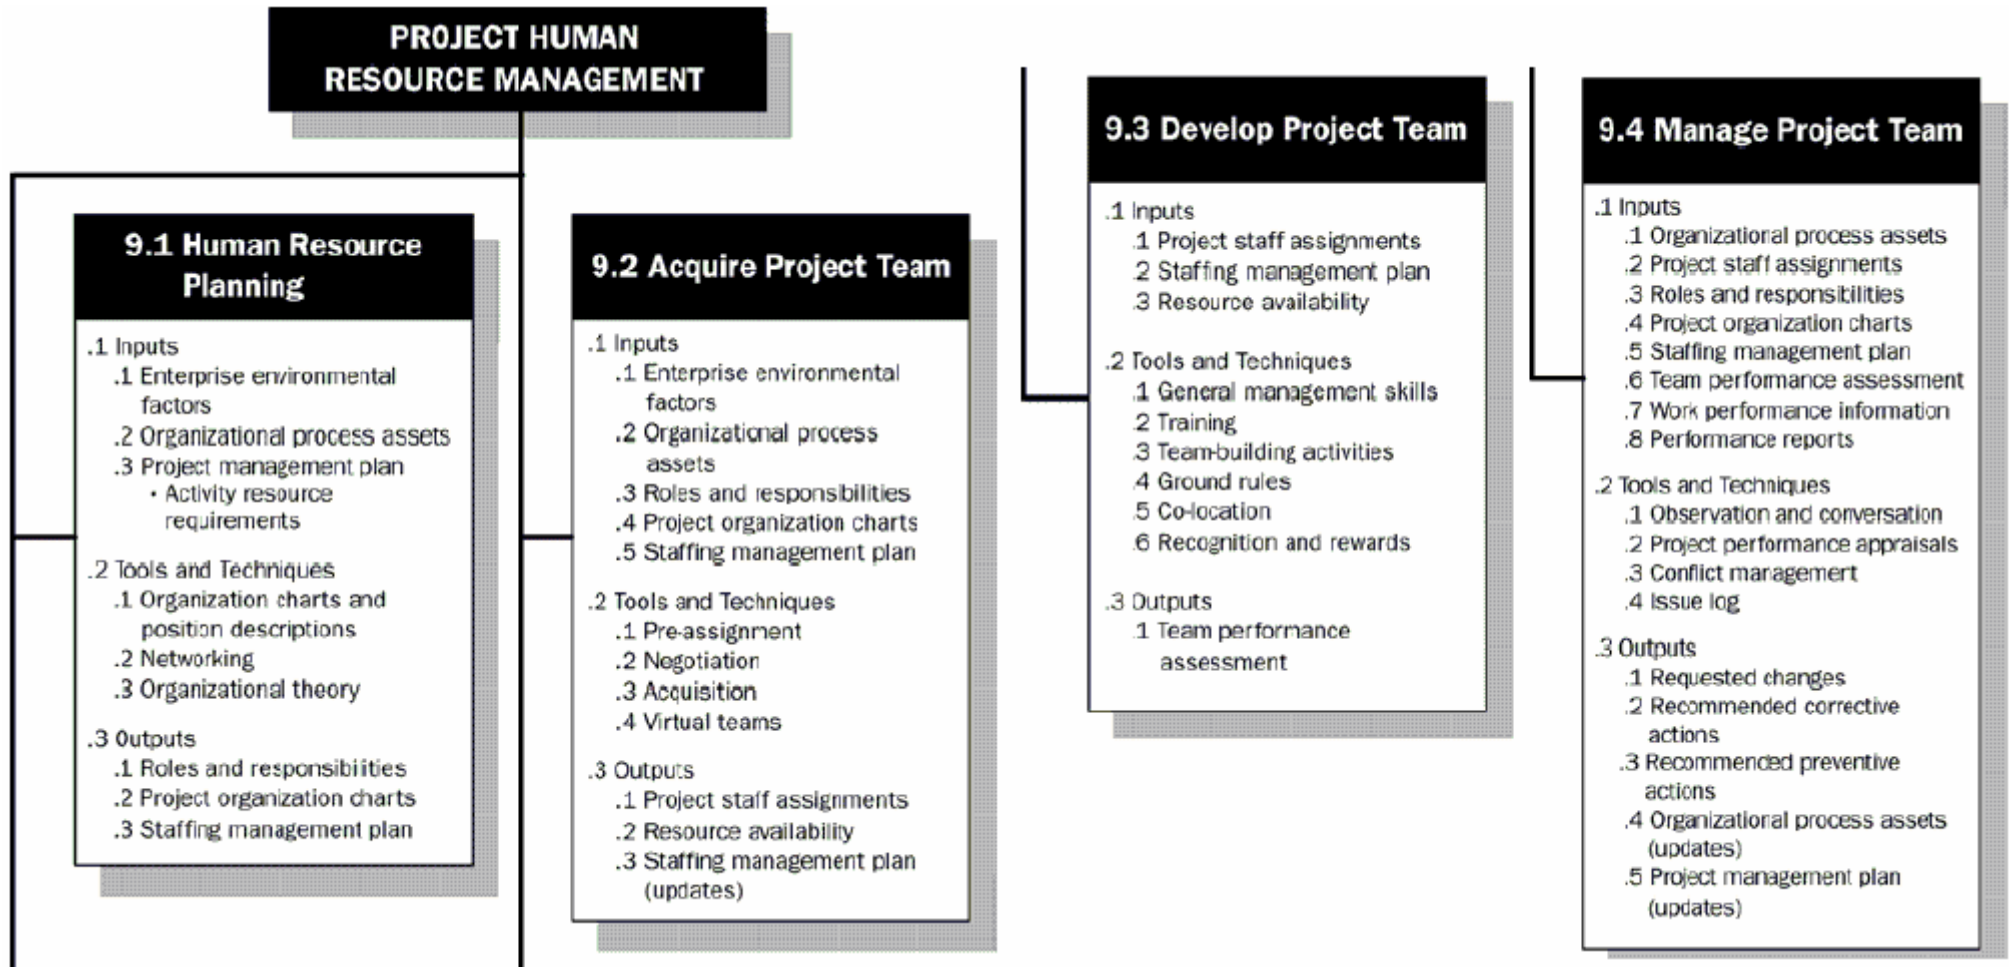 PROJECT HUMAN
RESOURCE MANAGEMENT
9.1 Human Resource
Planning
.1 Inputs
.1 Enterprise environmental
factors
.2 Organizational process assets
.3 Project management plan
• Activity resource
requirements
.2 Tools and Techniques
.1 Organization charts and
position descriptions
.2 Networking
.3 Organizational theory
.3 Outputs
.1 Roles and responsibilities
.2 Project organization charts
.3 Staffing management plan
9.2 Acquire Project Team
.1 Inputs
.1 Enterprise environmental
factors
.2 Organizational process
assets
.3 Roles and responsibilities
.4 Project organization charts
.5 Staffing management plan
.2 Tools and Techniques
.1 Pre-assignment
.2 Negotiation
.3 Acquisition
.4 Virtual teams
.3 Outputs
.1 Project staff assignments
.2 Resource availability
.3 Staffing management plan
(updates)
9.3 Develop Project Team
.1 Inputs
.1 Project staff assignments
.2 Staffing management plan
.3 Resource availability
.2 Tools and Techniques
.1 General management skills
.2 Training
.3 Team-building activities
.4 Ground rules
.5 Co-location
.6 Recognition and rewards
.3 Outputs
.1 Team performance
assessment
9.4 Manage Project Team
.1 Inputs
.1 Organizational process assets
.2 Project staff assignments
.3 Roles and responsibilities
.4 Project organization charts
.5 Staffing management plan
.6 Team performance assessment
.7 Work performance information
.8 Performance reports
.2 Tools and Techniques
.1 Observation and conversation
.2 Project performance appraisals
.3 Conflict management
.4 Issue log
.3 Outputs
.1 Requested changes
.2 Recommended corrective
actions
.3 Recommended preventive
actions
.4 Organizational process assets
(updates)
.5 Project management plan
(updates)